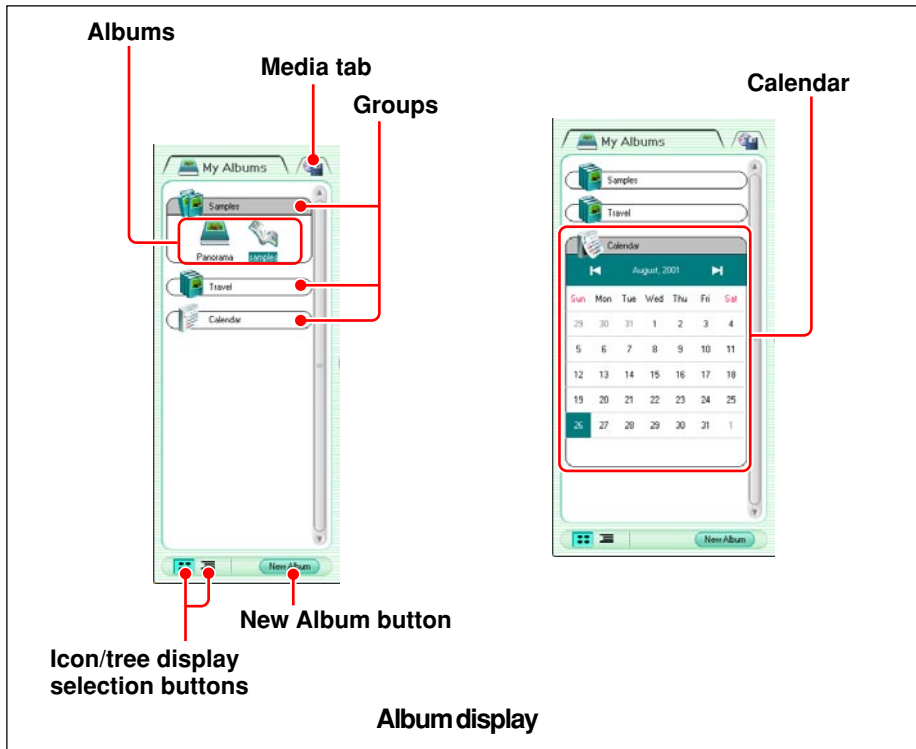 Albums
Media tab
Groups
Calendar
My Albums
Samples
Panorama samples
Travel
Calendar
New Album
My Albums
Samples
Travel
Calendar
August, 2001
Sun Mon Tue Wed Thu Fri Sat
29 30 31 1 2 3 4
5 6 7 8 9 10 11
12 13 14 15 16 17 18
19 20 21 22 23 24 25
26 27 28 29 30 31 1
New Album
New Album button
Icon/tree display
selection buttons
Album display